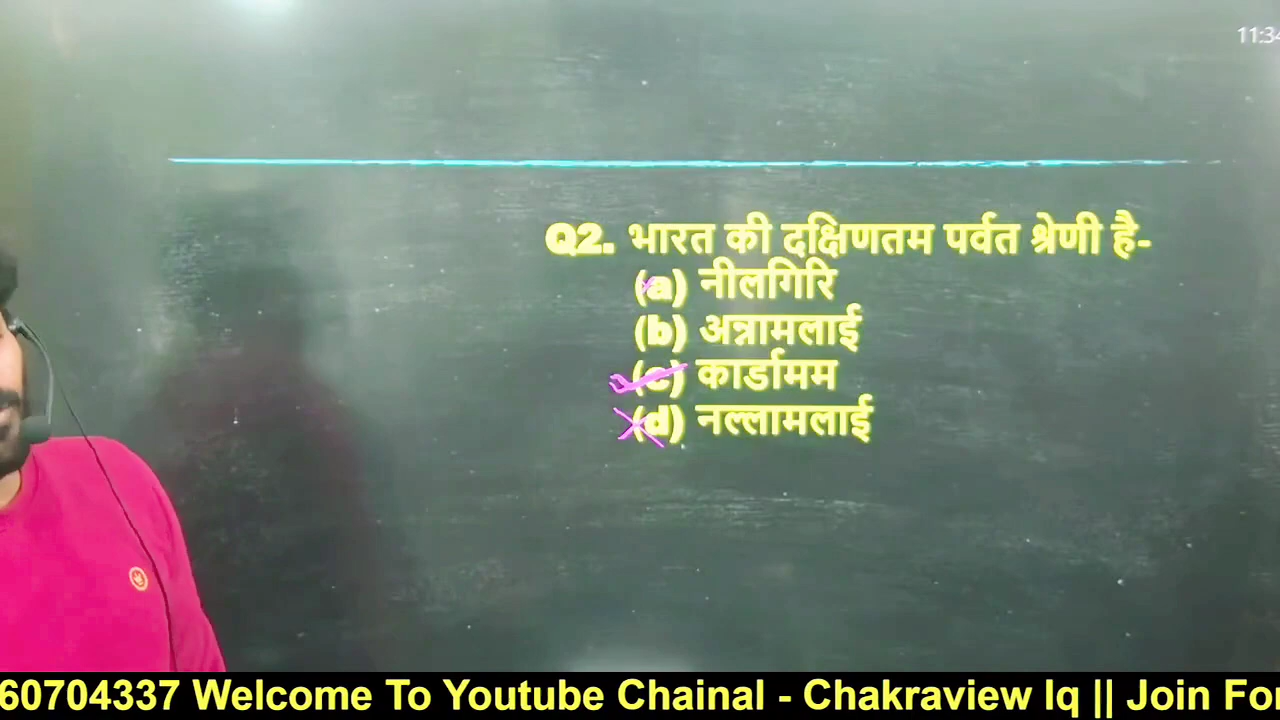 11:34
Q2. भारत की दक्षिणतम पर्वत श्रेणी है-
(a) नीलगिरि
(b) अन्नामलाई
(c) कार्डामम
(d) नल्लामलाई
60704337 Welcome To Youtube Chainal - Chakraview Iq || Join For